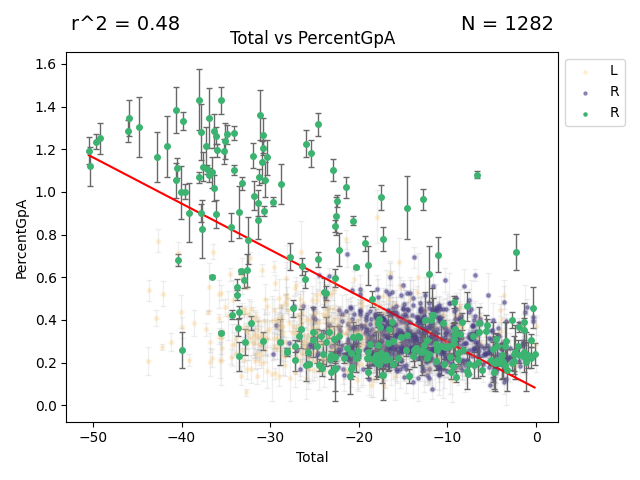 r^2 = 0.48
N = 1282
Total vs PercentGpA
1.6
1.4
1.2
1.0
0.8
0.6
0.4
0.2
0.0
PercentGpA
−50
−40
−30
−20
−10
0
Total
L
R
R